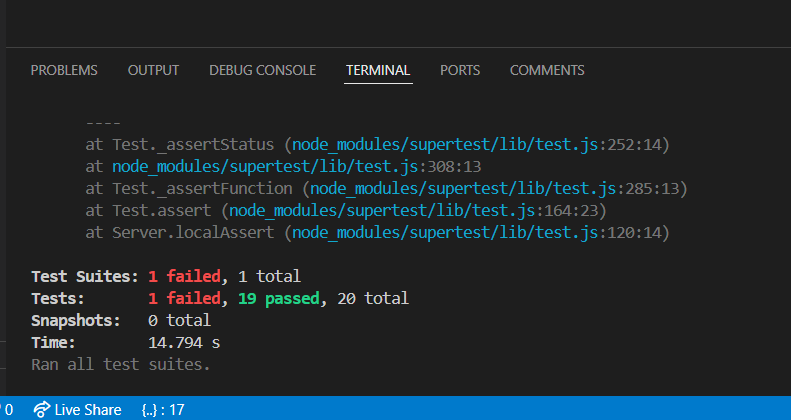 PROBLEMS OUTPUT DEBUG CONSOLE TERMINAL PORTS COMMENTS
----
at Test._assertStatus (node_modules/supertest/lib/test.js:252:14)
at node_modules/supertest/lib/test.js:308:13
at Test._assertFunction (node_modules/supertest/lib/test.js:285:13)
at Test.assert (node_modules/supertest/lib/test.js:164:23)
at Server.localAssert (node_modules/supertest/lib/test.js:120:14)
Test Suites: 1 failed, 1 total
Tests: 1 failed, 19 passed, 20 total
Snapshots: 0 total
Time: 14.794 s
Ran all test suites.
0 Live Share {..} : 17